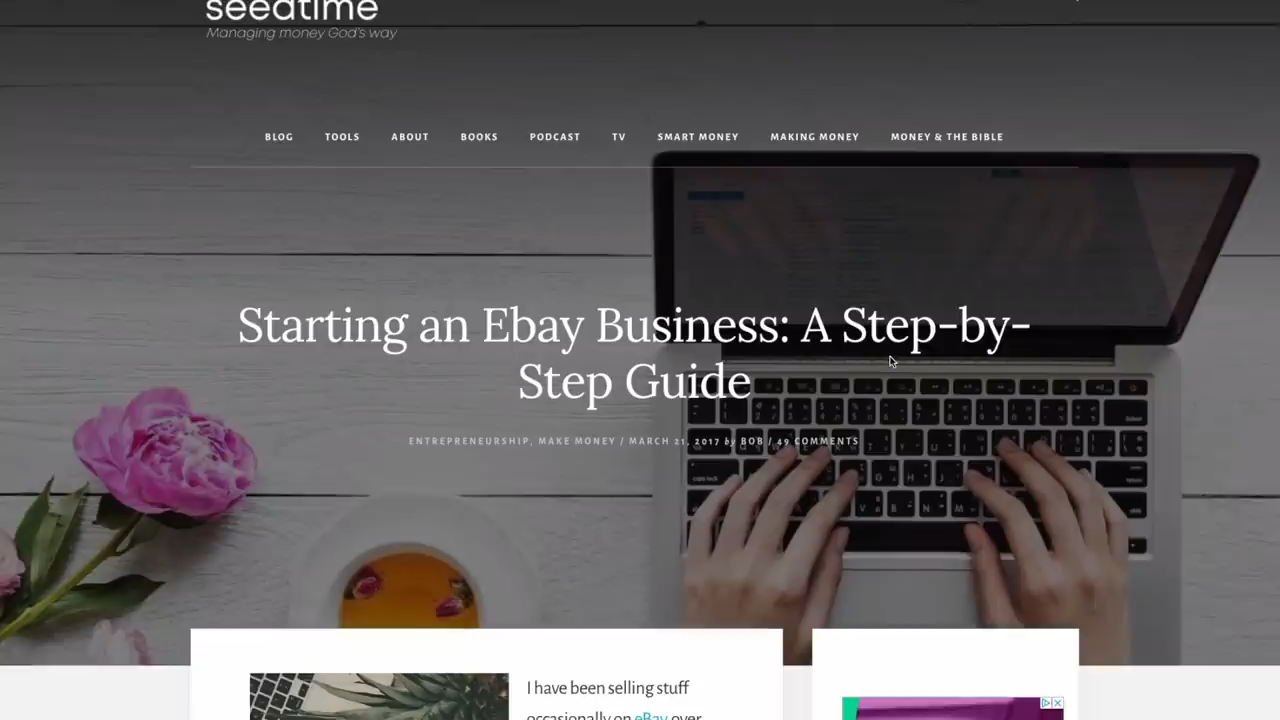 seedtime
Managing money God's way
BLOG TOOLS ABOUT BOOKS PODCAST TV SMART MONEY MAKING MONEY MONEY & THE BIBLE
Starting an Ebay Business: A Step-by-
Step Guide
ENTREPRENEURSHIP, MAKE MONEY / MARCH 21, 2017 by BOB / 49 COMMENTS
I have been selling stuff
occasionally on eBay over